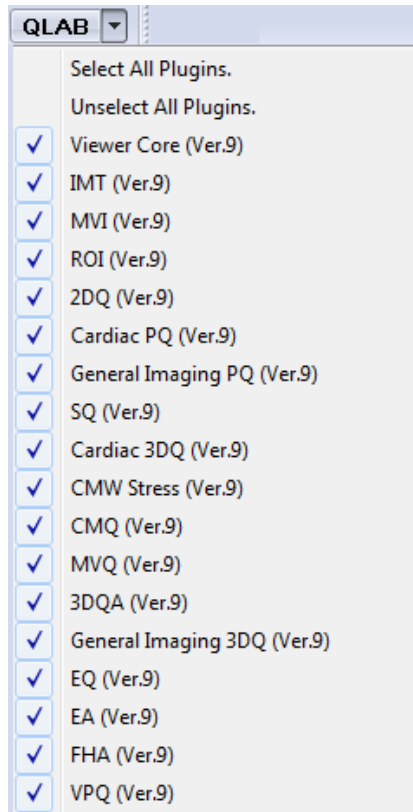 QLAB
Select All Plugins.
Unselect All Plugins.
Viewer Core (Ver.9)
IMT (Ver.9)
MVI (Ver.9)
ROI (Ver.9)
2DQ (Ver.9)
Cardiac PQ (Ver.9)
General Imaging PQ (Ver.9)
SQ (Ver.9)
Cardiac 3DQ (Ver.9)
CMW Stress (Ver.9)
CMQ (Ver.9)
MVQ (Ver.9)
3DQA (Ver.9)
General Imaging 3DQ (Ver.9)
EQ (Ver.9)
EA (Ver.9)
FHA (Ver.9)
VPQ (Ver.9)